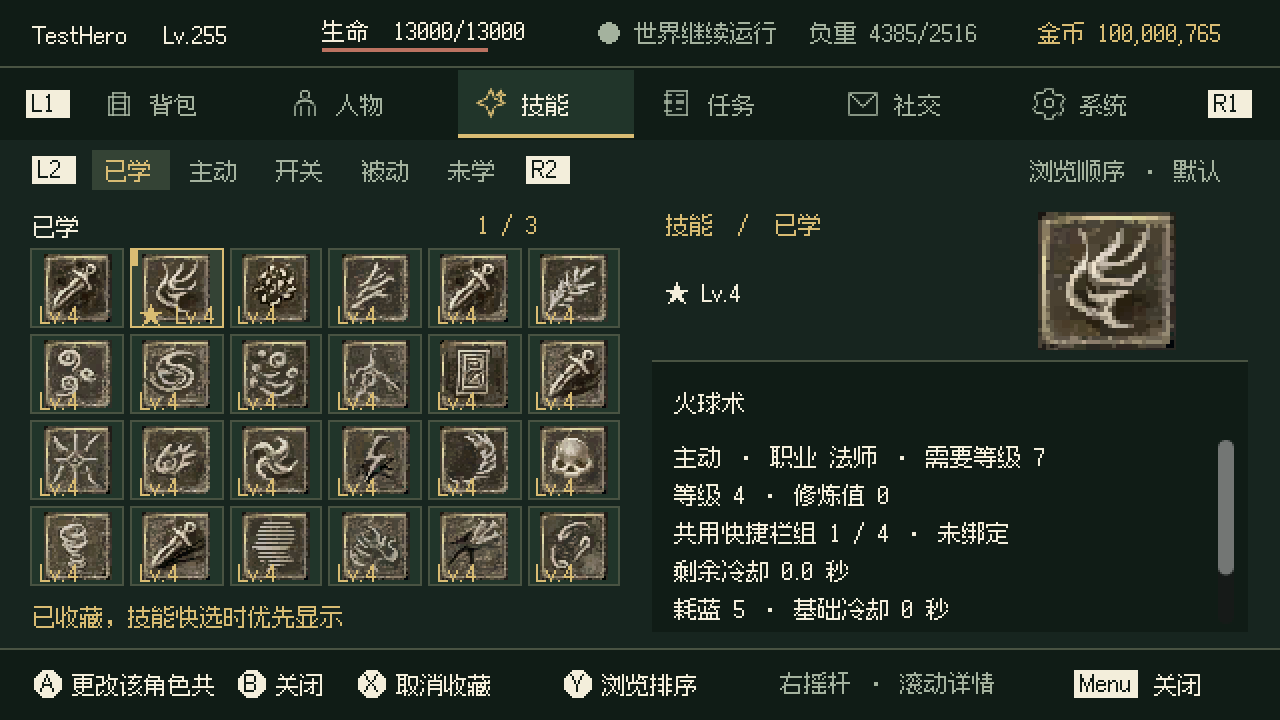 TestHero Lv.255 生命 13000/13000 世界继续运行 负重 4385/2516 金币 100,000,765
L1 背包 人物 技能 任务 社交 系统 R1
L2 已学 主动 开关 被动 未学 R2 浏览顺序 · 默认
已学 1 / 3
技能 / 已学
★ Lv.4
Lv.4 ★ Lv.4 Lv.4 Lv.4 Lv.4 Lv.4
Lv.4 Lv.4 Lv.4 Lv.4 Lv.4 Lv.4
Lv.4 Lv.4 Lv.4 Lv.4 Lv.4 Lv.4
Lv.4 Lv.4 Lv.4 Lv.4 Lv.4 Lv.4
已收藏，技能快选时优先显示
火球术
主动 · 职业 法师 · 需要等级 7
等级 4 · 修炼值 0
共用快捷栏组 1 / 4 · 未绑定
剩余冷却 0.0 秒
耗蓝 5 · 基础冷却 0 秒
A 更改该角色共 B 关闭 X 取消收藏 Y 浏览排序 右摇杆 · 滚动详情 Menu 关闭